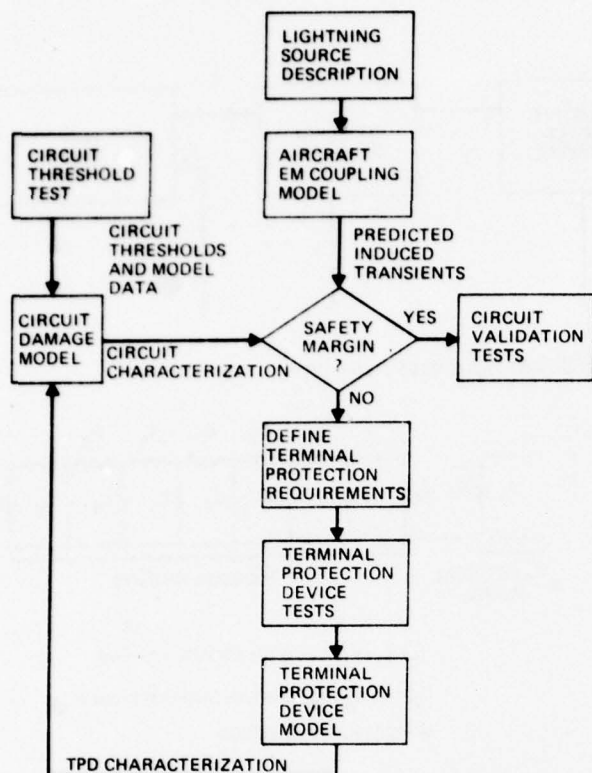 LIGHTNING
SOURCE
DESCRIPTION
CIRCUIT
THRESHOLD
TEST
AIRCRAFT
EM COUPLING
MODEL
CIRCUIT
THRESHOLDS
AND MODEL
DATA
PREDICTED
INDUCED
TRANSIENTS
CIRCUIT
DAMAGE
MODEL
CIRCUIT
CHARACTERIZATION
SAFETY
MARGIN
?
YES
CIRCUIT
VALIDATION
TESTS
NO
DEFINE
TERMINAL
PROTECTION
REQUIREMENTS
TERMINAL
PROTECTION
DEVICE
TESTS
TERMINAL
PROTECTION
DEVICE
MODEL
TPD CHARACTERIZATION